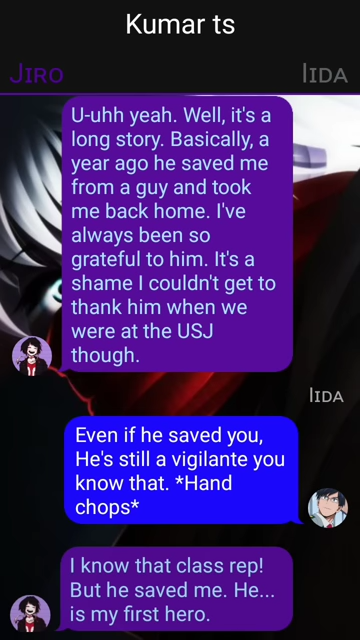 Kumar ts
JIRO
IIDA
U-uhh yeah. Well, it's a
long story. Basically, a
year ago he saved me
from a guy and took
me back home. I've
always been so
grateful to him. It's a
shame I couldn't get to
thank him when we
were at the USJ
though.
IIDA
Even if he saved you,
He's still a vigilante you
know that. *Hand
chops*
I know that class rep!
But he saved me. He...
is my first hero.